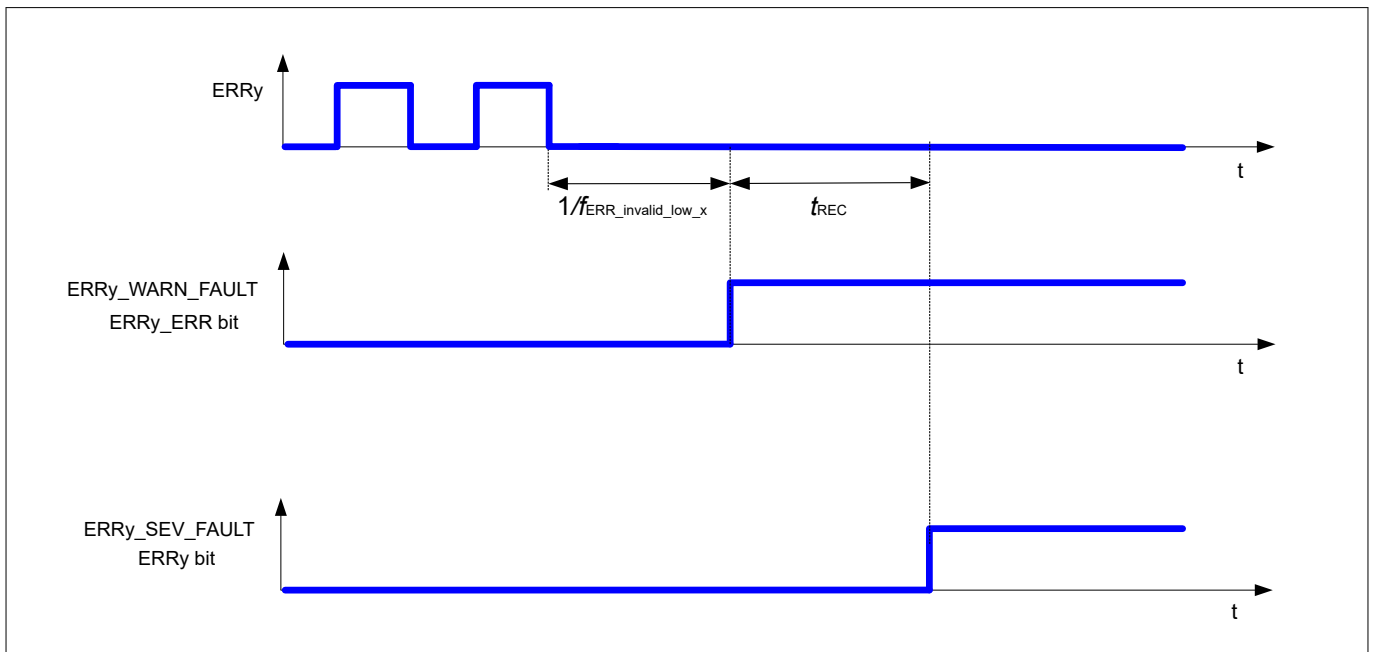 ERRy
t
1/fERR_invalid_low_x
tREC
ERRy_WARN_FAULT
ERRy_ERR bit
t
ERRy_SEV_FAULT
ERRy bit
t